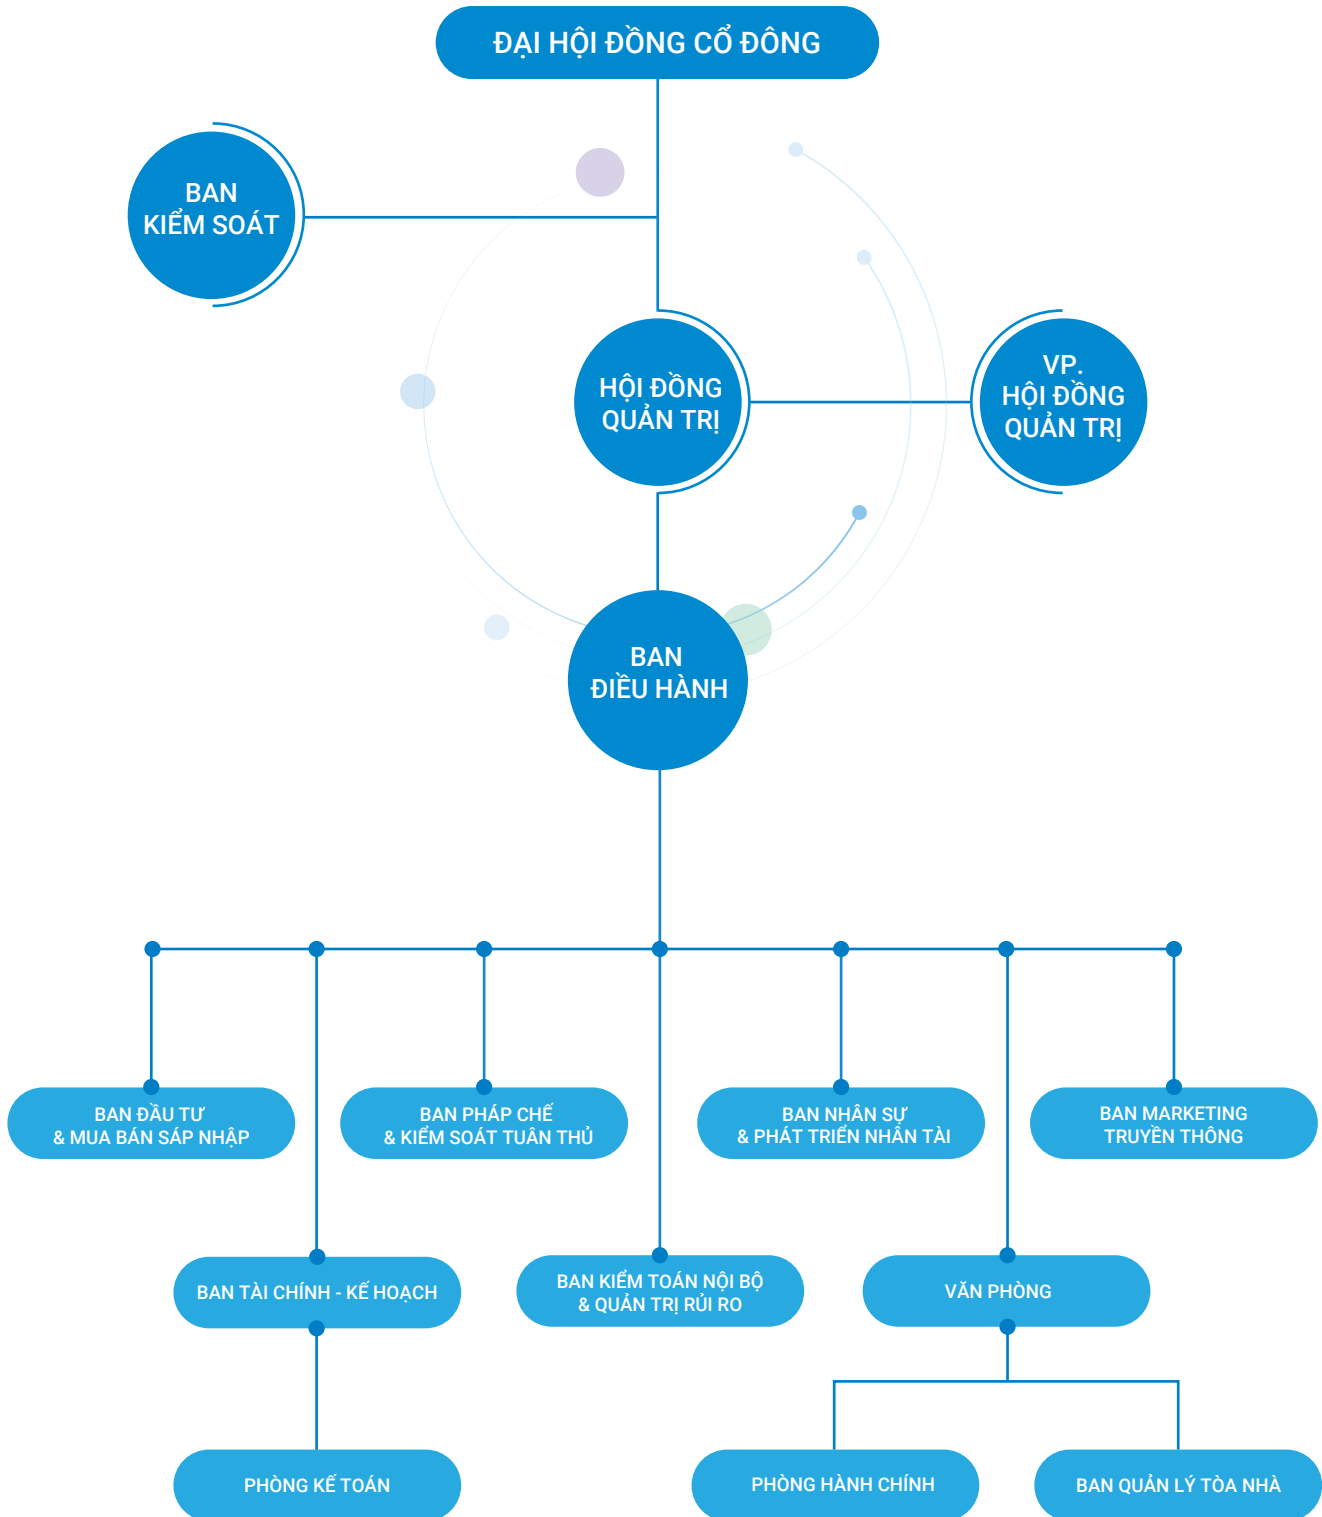 ĐẠI HỘI ĐỒNG CỔ ĐÔNG
BAN
KIỂM SOÁT
HỘI ĐỒNG
QUẢN TRỊ
VP.
HỘI ĐỒNG
QUẢN TRỊ
BAN
ĐIỀU HÀNH
BAN ĐẦU TƯ
& MUA BÁN SÁP NHẬP
BAN PHÁP CHẾ
& KIỂM SOÁT TUÂN THỦ
BAN NHÂN SỰ
& PHÁT TRIỂN NHÂN TÀI
BAN MARKETING
TRUYỀN THÔNG
BAN TÀI CHÍNH - KẾ HOẠCH
BAN KIỂM TOÁN NỘI BỘ
& QUẢN TRỊ RỦI RO
VĂN PHÒNG
PHÒNG KẾ TOÁN
PHÒNG HÀNH CHÍNH
BAN QUẢN LÝ TÒA NHÀ